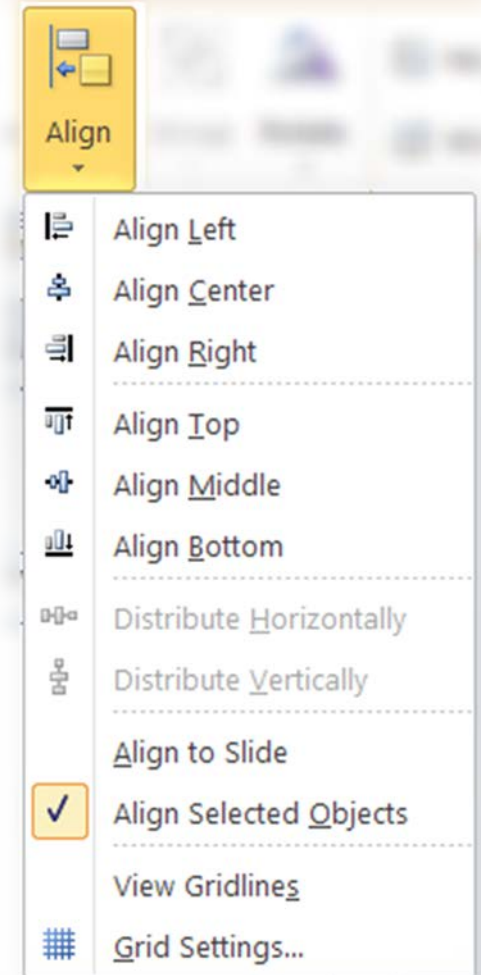 Align
Align Left
Align Center
Align Right
Align Top
Align Middle
Align Bottom
Distribute Horizontally
Distribute Vertically
Align to Slide
Align Selected Objects
View Gridlines
Grid Settings...